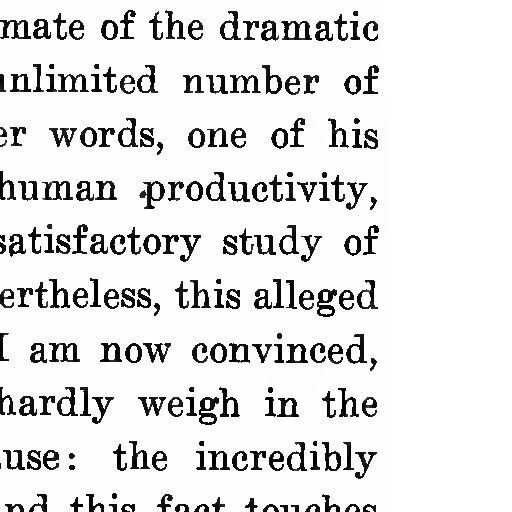 mate of the dramatic
unlimited number of
er words, one of his
human productivity,
satisfactory study of
ertheless, this alleged
I am now convinced,
hardly weigh in the
use: the incredibly
nd this fact touches